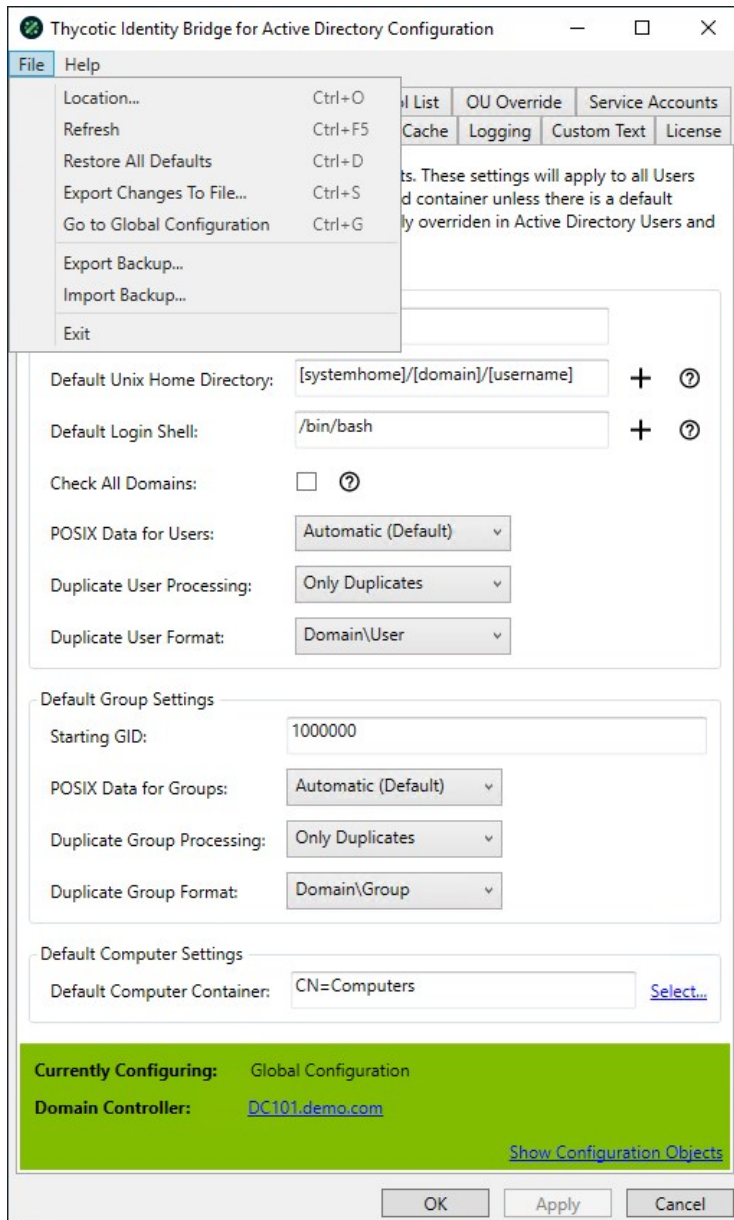 Thycotic Identity Bridge for Active Directory Configuration
File Help
Location... Ctrl+O
Refresh Ctrl+F5
Restore All Defaults Ctrl+D
Export Changes To File... Ctrl+S
Go to Global Configuration Ctrl+G
Export Backup...
Import Backup...
Exit
List OU Override Service Accounts
Cache Logging Custom Text License
ts. These settings will apply to all Users
d container unless there is a default
ly overriden in Active Directory Users and
Default Unix Home Directory: [systemhome]/[domain]/[username]
Default Login Shell: /bin/bash
Check All Domains:
POSIX Data for Users: Automatic (Default)
Duplicate User Processing: Only Duplicates
Duplicate User Format: Domain\User
Default Group Settings
Starting GID: 1000000
POSIX Data for Groups: Automatic (Default)
Duplicate Group Processing: Only Duplicates
Duplicate Group Format: Domain\Group
Default Computer Settings
Default Computer Container: CN=Computers Select...
Currently Configuring: Global Configuration
Domain Controller: DC101.demo.com
Show Configuration Objects
OK Apply Cancel